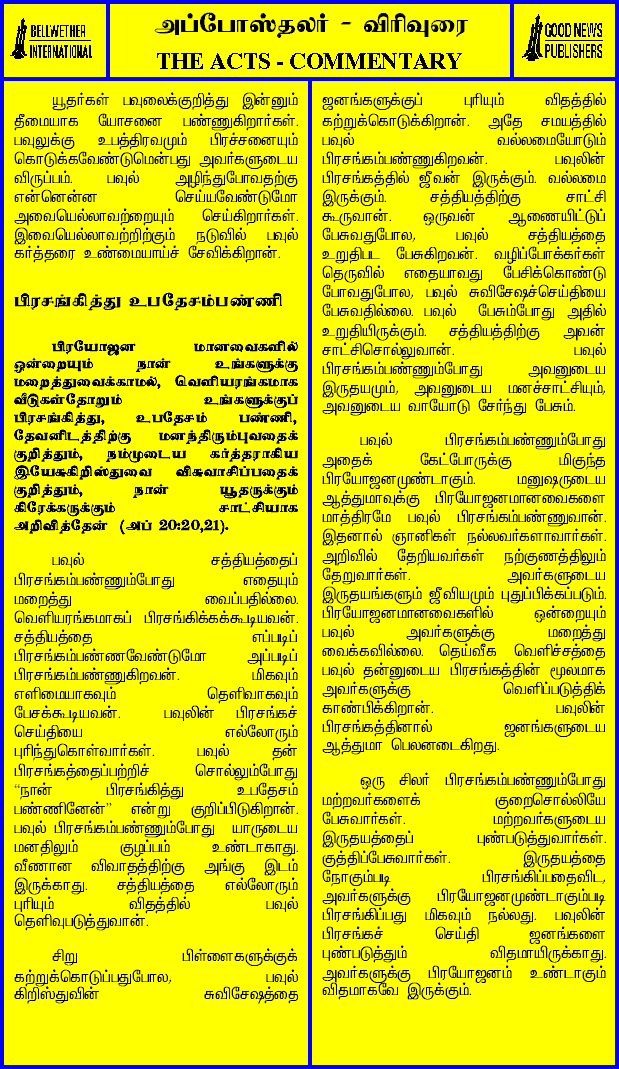 BELLWETHER
INTERNATIONAL
அப்போஸ்தலர் - விரிவுரை
THE ACTS - COMMENTARY
GOOD NEWS
PUBLISHERS
யூதர்கள் பவுலைக்குறித்து இன்னும்
தீமையாக யோசனை பண்ணுகிறார்கள்.
பவுலுக்கு உபத்திரவமும் பிரச்சனையும்
கொடுக்கவேண்டுமென்பது அவர்களுடைய
விருப்பம். பவுல் அழிந்துபோவதற்கு
என்னென்ன செய்யவேண்டுமோ
அவையெல்லாவற்றையும் செய்கிறார்கள்.
இவையெல்லாவற்றிற்கும் நடுவில் பவுல்
கர்த்தரை உண்மையாய்ச் சேவிக்கிறான்.
பிரசங்கித்து உபதேசம்பண்ணி
பிரயோஜன மானவைகளில்
ஒன்றையும் நான் உங்களுக்கு
மறைத்துவைக்காமல், வெளியரங்கமாக
வீடுகள்தோறும் உங்களுக்குப்
பிரசங்கித்து, உபதேசம் பண்ணி,
தேவனிடத்திற்கு மனந்திரும்புவதைக்
குறித்தும், நம்முடைய கர்த்தராகிய
இயேசுகிறிஸ்துவை விசுவாசிப்பதைக்
குறித்தும், நான் யூதருக்கும்
கிரேக்கருக்கும் சாட்சியாக
அறிவித்தேன் (அப் 20:20,21).
பவுல் சத்தியத்தைப்
பிரசங்கம்பண்ணும்போது எதையும்
மறைத்து வைப்பதில்லை.
வெளியரங்கமாகப் பிரசங்கிக்கக்கூடியவன்.
சத்தியத்தை எப்படிப்
பிரசங்கம்பண்ணவேண்டுமோ அப்படிப்
பிரசங்கம்பண்ணுகிறவன். மிகவும்
எளிமையாகவும் தெளிவாகவும்
பேசக்கூடியவன். பவுலின் பிரசங்கச்
செய்தியை எல்லோரும்
புரிந்துகொள்வார்கள். பவுல் தன்
பிரசங்கத்தைப்பற்றிச் சொல்லும்போது
“நான் பிரசங்கித்து உபதேசம்
பண்ணினேன்” என்று குறிப்பிடுகிறான்.
பவுல் பிரசங்கம்பண்ணும்போது யாருடைய
மனதிலும் குழப்பம் உண்டாகாது.
வீணான விவாதத்திற்கு அங்கு இடம்
இருக்காது. சத்தியத்தை எல்லோரும்
புரியும் விதத்தில் பவுல்
தெளிவுபடுத்துவான்.
சிறு பிள்ளைகளுக்குக்
கற்றுக்கொடுப்பதுபோல, பவுல்
கிறிஸ்துவின் சுவிசேஷத்தை
ஜனங்களுக்குப் புரியும் விதத்தில்
கற்றுக்கொடுக்கிறான். அதே சமயத்தில்
பவுல் வல்லமையோடும்
பிரசங்கம்பண்ணுகிறவன். பவுலின்
பிரசங்கத்தில் ஜீவன் இருக்கும். வல்லமை
இருக்கும். சத்தியத்திற்கு சாட்சி
கூருவான். ஒருவன் ஆணையிட்டுப்
பேசுவதுபோல, பவுல் சத்தியத்தை
உறுதிபட பேசுகிறவன். வழிப்போக்கர்கள்
தெருவில் எதையாவது பேசிக்கொண்டு
போவதுபோல, பவுல் சுவிசேஷச்செய்தியை
பேசுவதில்லை. பவுல் பேசும்போது அதில்
உறுதியிருக்கும். சத்தியத்திற்கு அவன்
சாட்சிசொல்லுவான். பவுல்
பிரசங்கம்பண்ணும்போது அவனுடைய
இருதயமும், அவனுடைய மனச்சாட்சியும்,
அவனுடைய வாயோடு சேர்ந்து பேசும்.
பவுல் பிரசங்கம்பண்ணும்போது
அதைக் கேட்போருக்கு மிகுந்த
பிரயோஜனமுண்டாகும். மனுஷருடைய
ஆத்துமாவுக்கு பிரயோஜனமானவைகளை
மாத்திரமே பவுல் பிரசங்கம்பண்ணுவான்.
இதனால் ஞானிகள் நல்லவர்களாவார்கள்.
அறிவில் தேறியவர்கள் நற்குணத்திலும்
தேறுவார்கள். அவர்களுடைய
இருதயங்களும் ஜீவியமும் புதுப்பிக்கப்படும்.
பிரயோஜனமானவைகளில் ஒன்றையும்
பவுல் அவர்களுக்கு மறைத்து
வைக்கவில்லை. தெய்வீக வெளிச்சத்தை
பவுல் தன்னுடைய பிரசங்கத்தின் மூலமாக
அவர்களுக்கு வெளிப்படுத்திக்
காண்பிக்கிறான். பவுலின்
பிரசங்கத்தினால் ஜனங்களுடைய
ஆத்துமா பெலனடைகிறது.
ஒரு சிலர் பிரசங்கம்பண்ணும்போது
மற்றவர்களைக் குறைசொல்லியே
பேசுவார்கள். மற்றவர்களுடைய
இருதயத்தைப் புண்படுத்துவார்கள்.
குத்திப்பேசுவார்கள். இருதயத்தை
நோகும்படி பிரசங்கிப்பதைவிட,
அவர்களுக்கு பிரயோஜனமுண்டாகும்படி
பிரசங்கிப்பது மிகவும் நல்லது. பவுலின்
பிரசங்கச் செய்தி ஜனங்களை
புண்படுத்தும் விதமாயிருக்காது.
அவர்களுக்கு பிரயோஜனம் உண்டாகும்
விதமாகவே இருக்கும்.